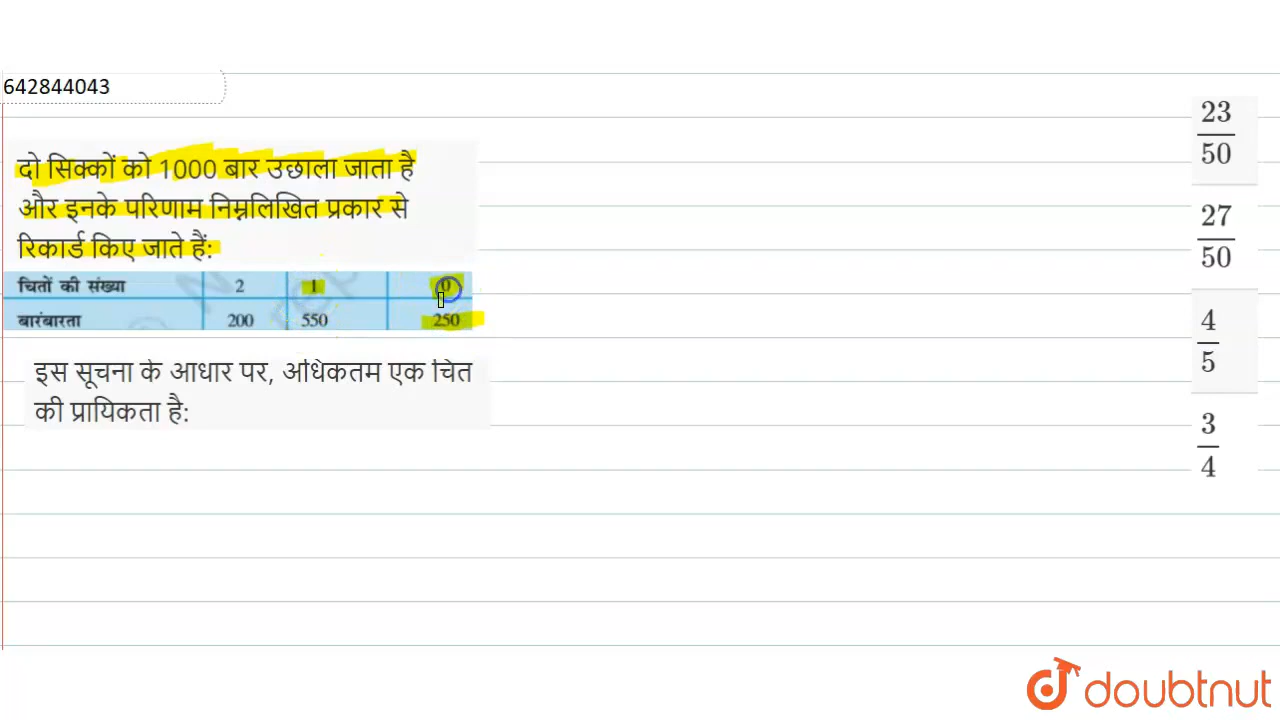 642844043
दो सिक्कों को 1000 बार उछाला जाता है
और इनके परिणाम निम्नलिखित प्रकार से
रिकार्ड किए जाते हैं:
चितों की संख्या 2 1 0
बारंबारता 200 550 250
इस सूचना के आधार पर, अधिकतम एक चित
की प्रायिकता है:
23
50
27
50
4
5
3
4
doubtnut